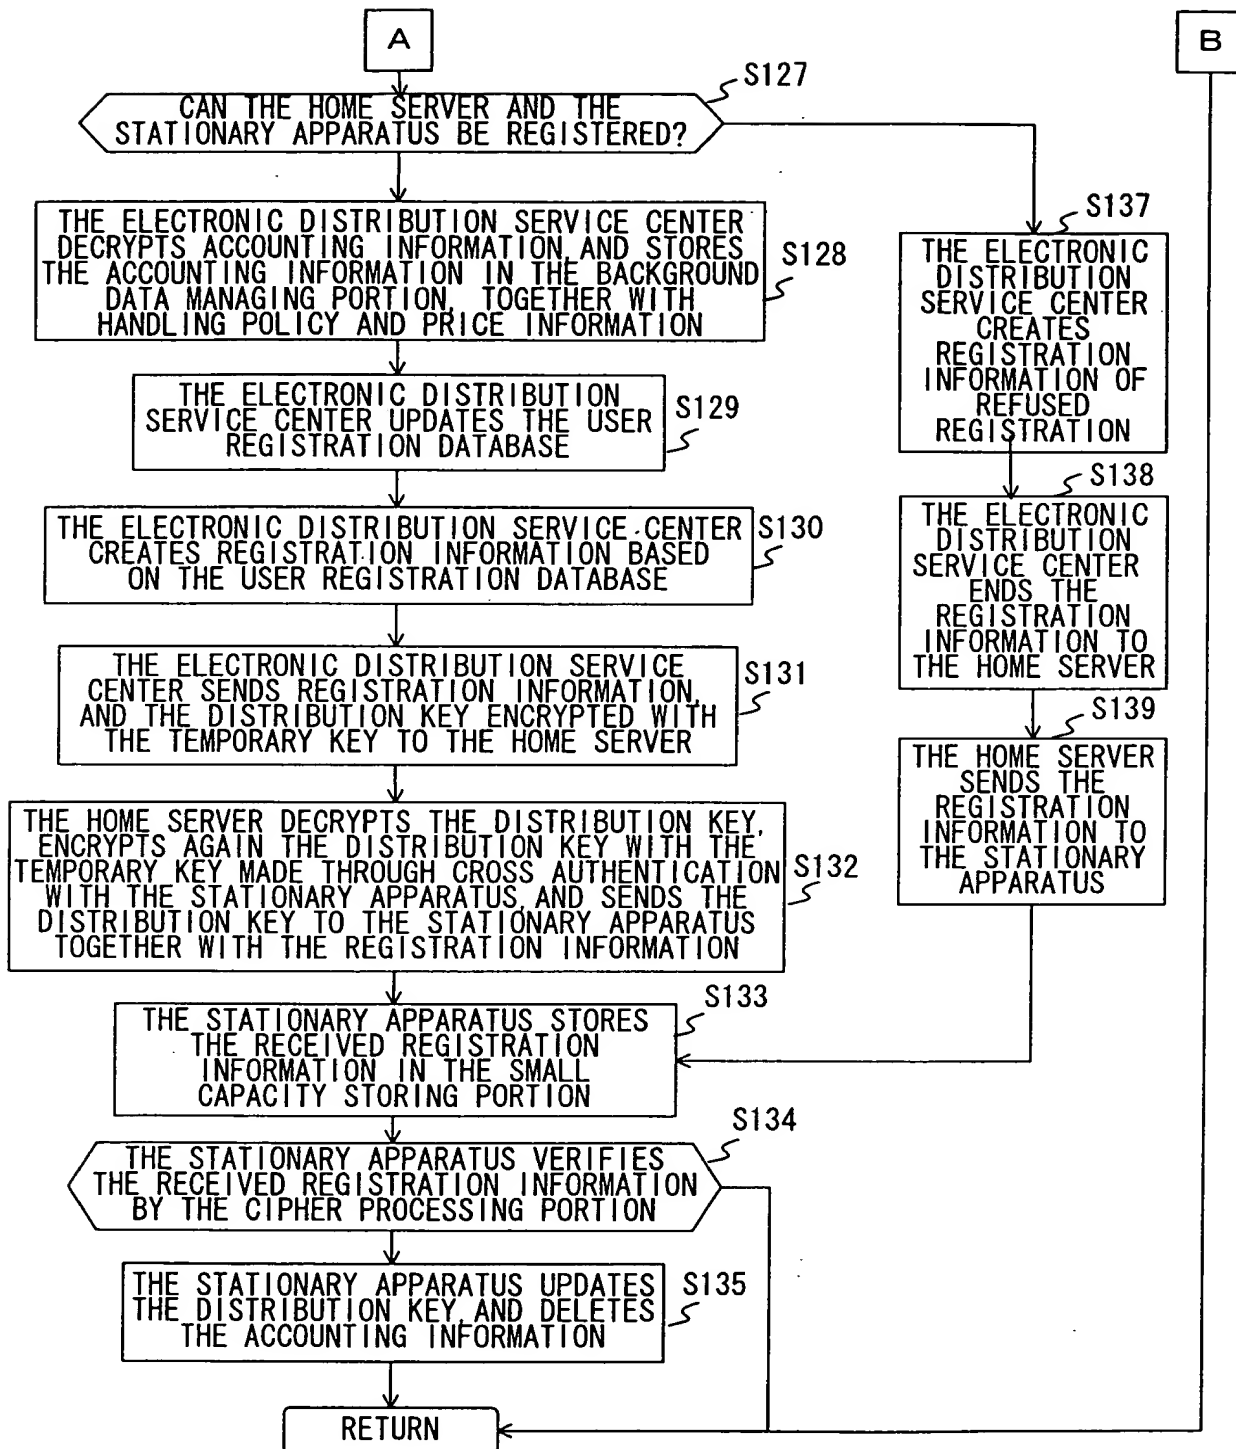 A
B
S127
CAN THE HOME SERVER AND THE
STATIONARY APPARATUS BE REGISTERED?
THE ELECTRONIC DISTRIBUTION SERVICE CENTER
DECRYPTS ACCOUNTING INFORMATION, AND STORES
THE ACCOUNTING INFORMATION IN THE BACKGROUND
DATA MANAGING PORTION, TOGETHER WITH
HANDLING POLICY AND PRICE INFORMATION
S128
THE ELECTRONIC DISTRIBUTION
SERVICE CENTER UPDATES THE USER
REGISTRATION DATABASE
S129
THE ELECTRONIC DISTRIBUTION SERVICE CENTER
CREATES REGISTRATION INFORMATION BASED
ON THE USER REGISTRATION DATABASE
S130
THE ELECTRONIC DISTRIBUTION SERVICE
CENTER SENDS REGISTRATION INFORMATION,
AND THE DISTRIBUTION KEY ENCRYPTED WITH
THE TEMPORARY KEY TO THE HOME SERVER
S131
THE HOME SERVER DECRYPTS THE DISTRIBUTION KEY,
ENCRYPTS AGAIN THE DISTRIBUTION KEY WITH THE
TEMPORARY KEY MADE THROUGH CROSS AUTHENTICATION
WITH THE STATIONARY APPARATUS, AND SENDS THE
DISTRIBUTION KEY TO THE STATIONARY APPARATUS
TOGETHER WITH THE REGISTRATION INFORMATION
S132
S133
THE STATIONARY APPARATUS STORES
THE RECEIVED REGISTRATION
INFORMATION IN THE SMALL
CAPACITY STORING PORTION
S134
THE STATIONARY APPARATUS VERIFIES
THE RECEIVED REGISTRATION INFORMATION
BY THE CIPHER PROCESSING PORTION
THE STATIONARY APPARATUS UPDATES
THE DISTRIBUTION KEY, AND DELETES
THE ACCOUNTING INFORMATION
S135
RETURN
S137
THE ELECTRONIC
DISTRIBUTION
SERVICE CENTER
CREATES
REGISTRATION
INFORMATION OF
REFUSED
REGISTRATION
S138
THE ELECTRONIC
DISTRIBUTION
SERVICE CENTER
ENDS THE
REGISTRATION
INFORMATION TO
THE HOME SERVER
S139
THE HOME SERVER
SENDS THE
REGISTRATION
INFORMATION TO
THE STATIONARY
APPARATUS